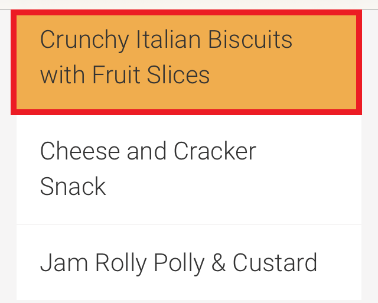 Crunchy Italian Biscuits
with Fruit Slices
Cheese and Cracker
Snack
Jam Rolly Polly & Custard